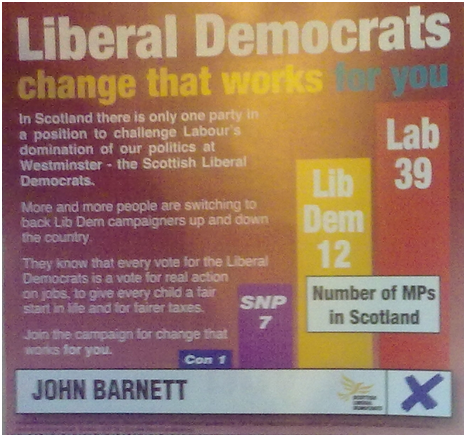 Liberal Democrats
change that works for you
In Scotland there is only one party in
a position to challenge Labour's
domination of our politics at
Westminster - the Scottish Liberal
Democrats.
More and more people are switching to
back Lib Dem campaigners up and down
the country.
They know that every vote for the Liberal
Democrats is a vote for real action
on jobs, to give every child a fair
start in life and for fairer taxes.
Join the campaign for change that
works for you.
Con 1
SNP
7
Lib
Dem
12
Lab
39
Number of MPs
in Scotland
JOHN BARNETT
SCOTTISH
LIBERAL
DEMOCRATS
X